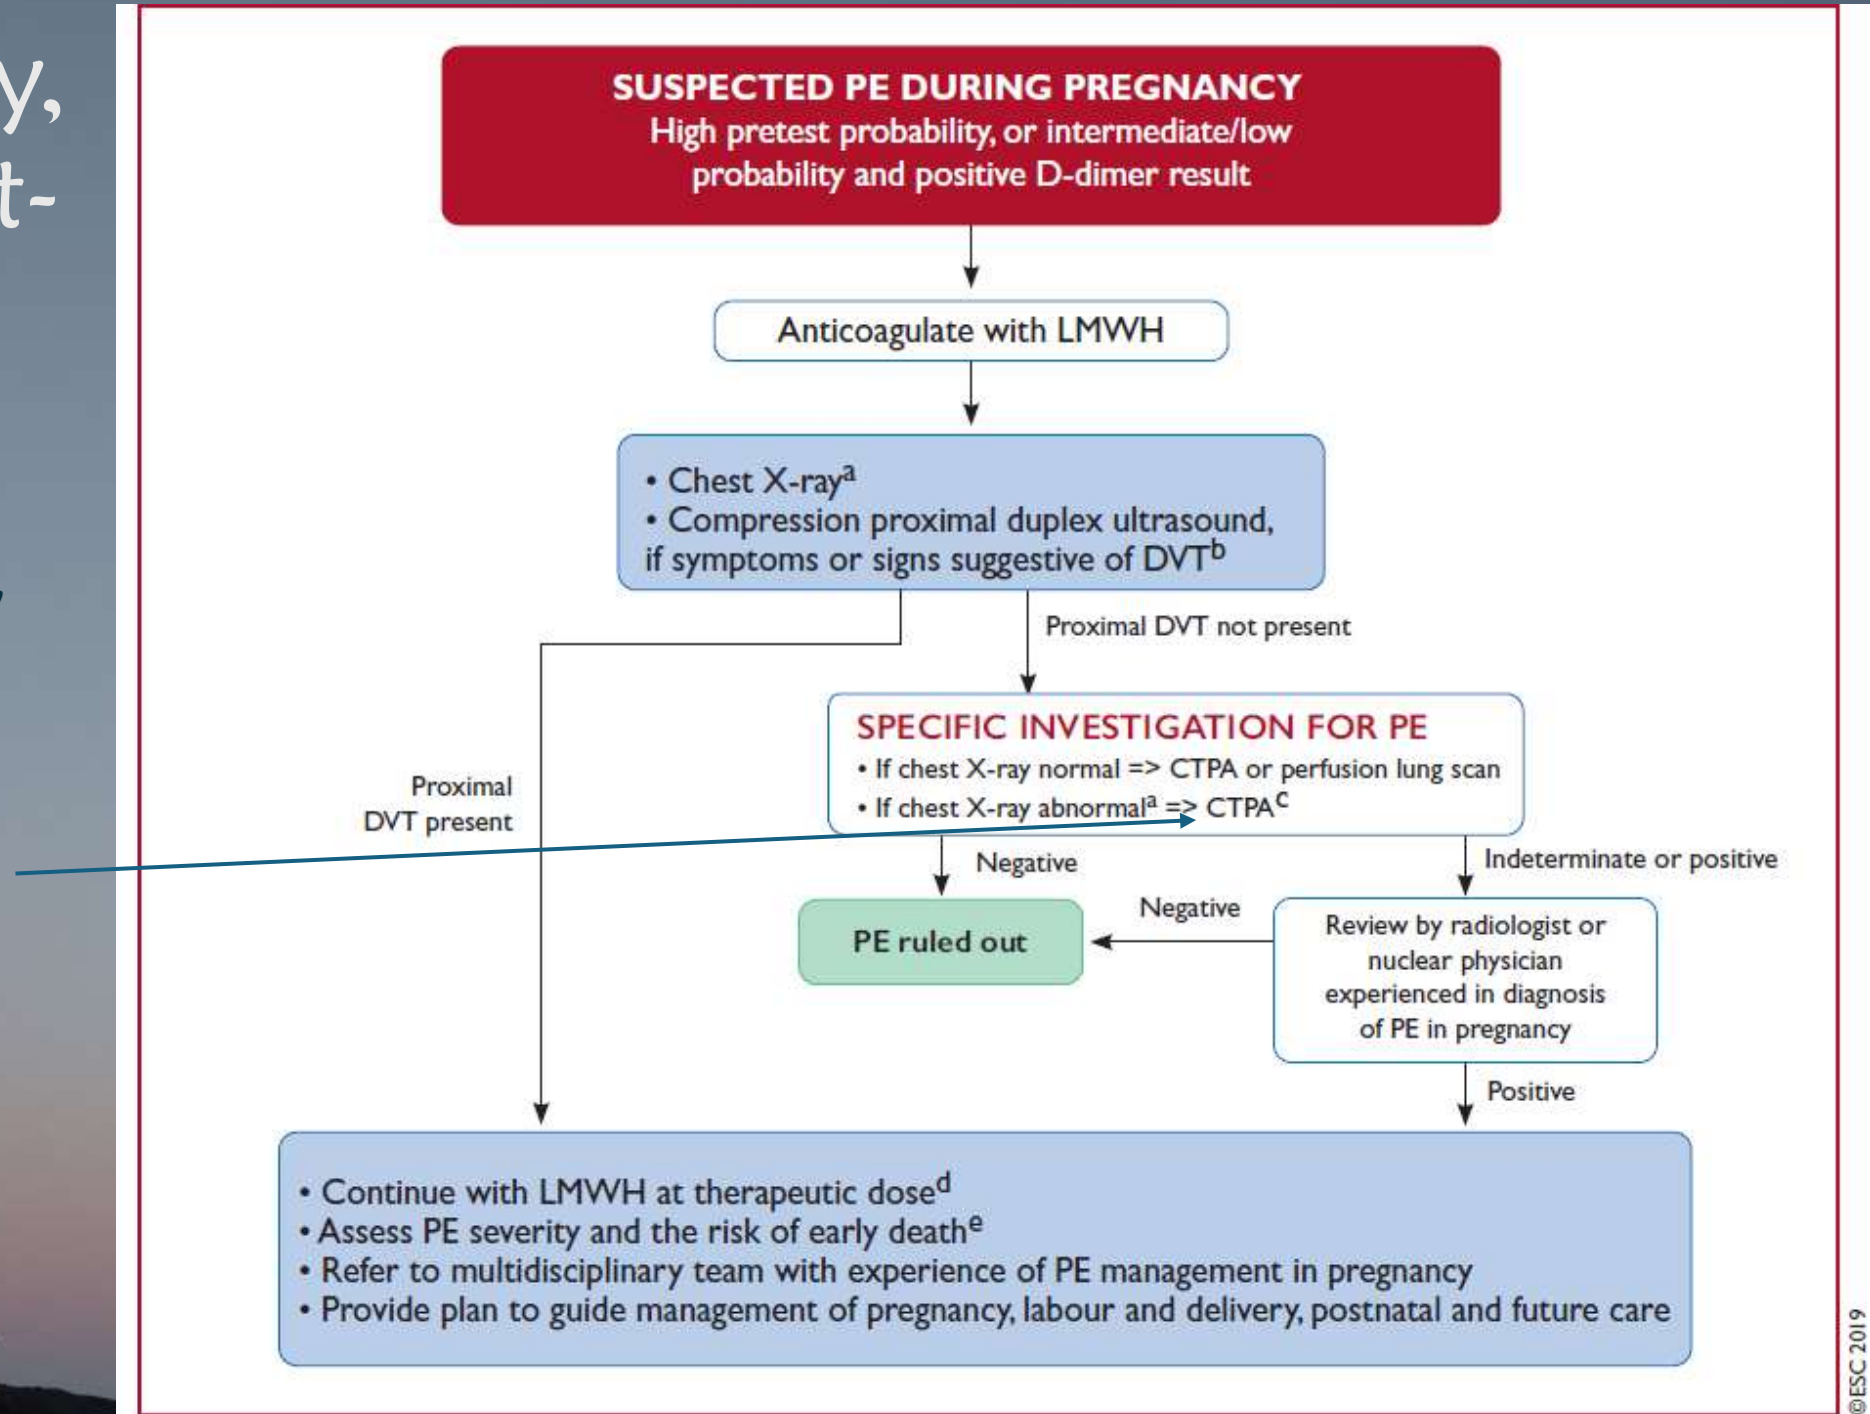 y,
t-
SUSPECTED PE DURING PREGNANCY
High pretest probability, or intermediate/low
probability and positive D-dimer result
Anticoagulate with LMWH
• Chest X-rayª
• Compression proximal duplex ultrasound,
if symptoms or signs suggestive of DVTᵇ
Proximal DVT not present
SPECIFIC INVESTIGATION FOR PE
• If chest X-ray normal => CTPA or perfusion lung scan
• If chest X-ray abnormalª => CTPAᶜ
Proximal
DVT present
Negative
Indeterminate or positive
PE ruled out
Negative
Review by radiologist or
nuclear physician
experienced in diagnosis
of PE in pregnancy
Positive
• Continue with LMWH at therapeutic doseᵈ
• Assess PE severity and the risk of early deathᵉ
• Refer to multidisciplinary team with experience of PE management in pregnancy
• Provide plan to guide management of pregnancy, labour and delivery, postnatal and future care
©ESC 2019